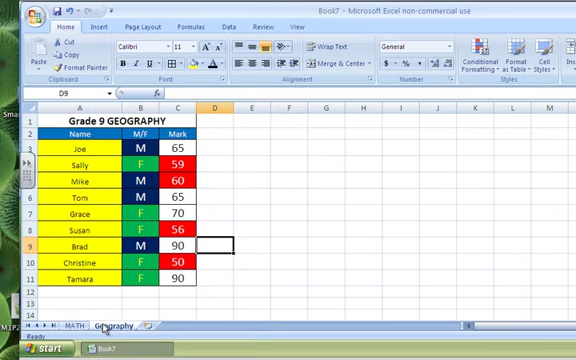 Book7 - Microsoft Excel non-commercial use
Home Insert Page Layout Formulas Data Review View
Cut
Copy
Format Painter
Paste
Calibri 11
Wrap Text
Merge & Center
General
Conditional Formatting
Format as Table
Cell Styles
Clipboard Font Alignment Number Styles
D9 fx
A B C D E F G H I J K L M
1 Grade 9 GEOGRAPHY
2 Name M/F Mark
3 Joe M 65
Sally F 59
Mike M 60
6 Tom M 65
7 Grace F 70
8 Susan F 56
9 Brad M 90
10 Christine F 50
11 Tamara F 90
12
13
14
MATH Geography
Ready
start Book7